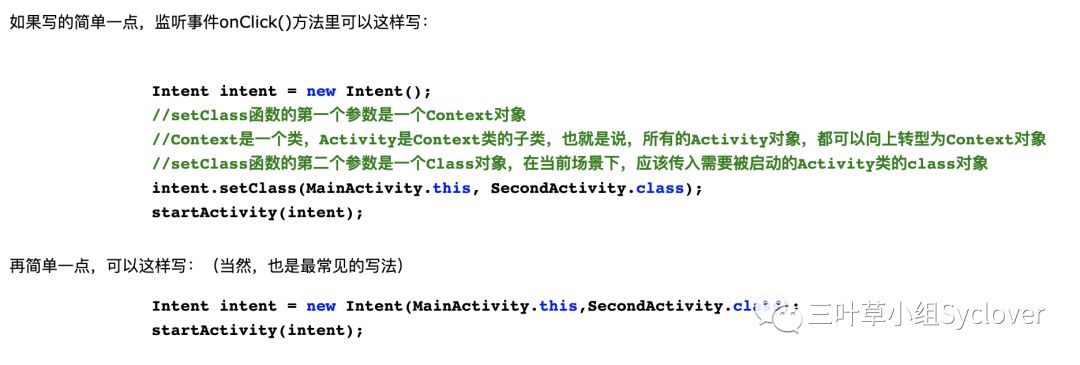 如果写的简单一点，监听事件onClick()方法里可以这样写：
Intent intent = new Intent();
//setClass函数的第一个参数是一个Context对象
//Context是一个类，Activity是Context类的子类，也就是说，所有的Activity对象，都可以向上转型为Context对象
//setClass函数的第二个参数是一个Class对象，在当前场景下，应该传入需要被启动的Activity类的class对象
intent.setClass(MainActivity.this, SecondActivity.class);
startActivity(intent);
再简单一点，可以这样写：（当然，也是最常见的写法）
Intent intent = new Intent(MainActivity.this,SecondActivity.class);
startActivity(intent);
三叶草小组Syclover